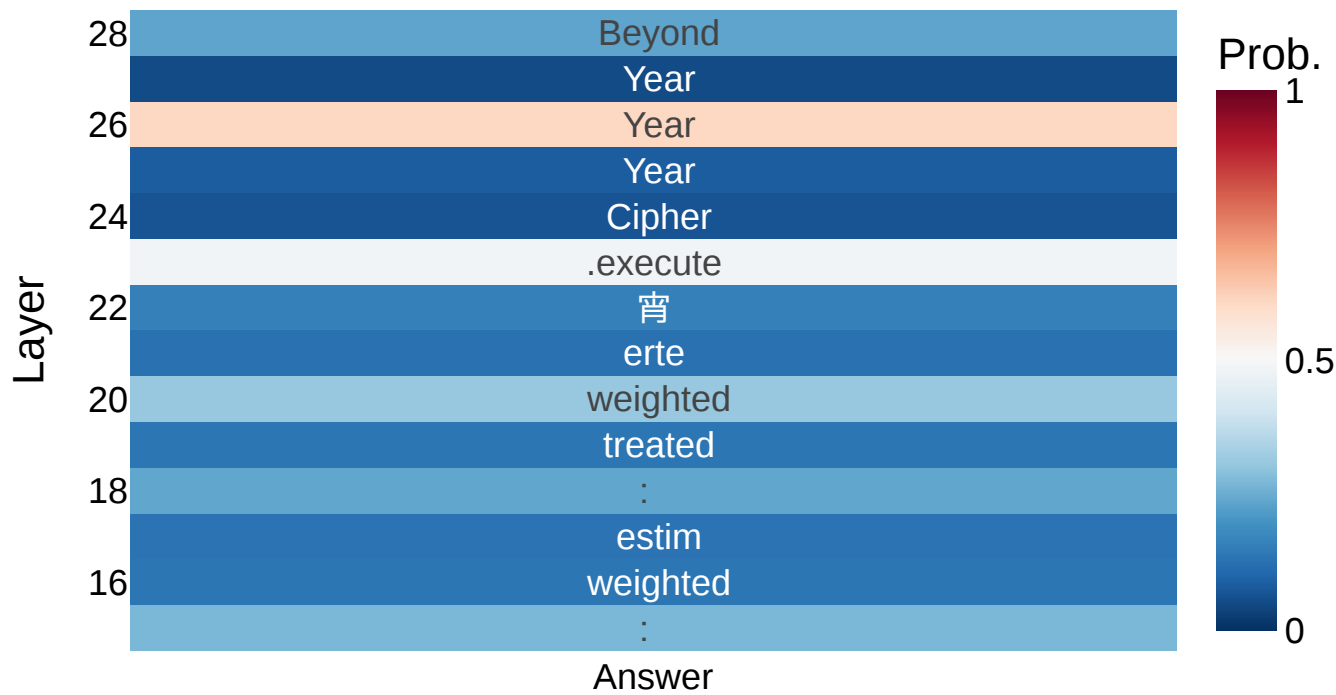 28
Beyond
Year
26
Year
Year
24
Cipher
.execute
22
宵
erte
20
weighted
treated
18
:
estim
16
weighted
:
Layer
Answer
Prob.
1
0.5
0